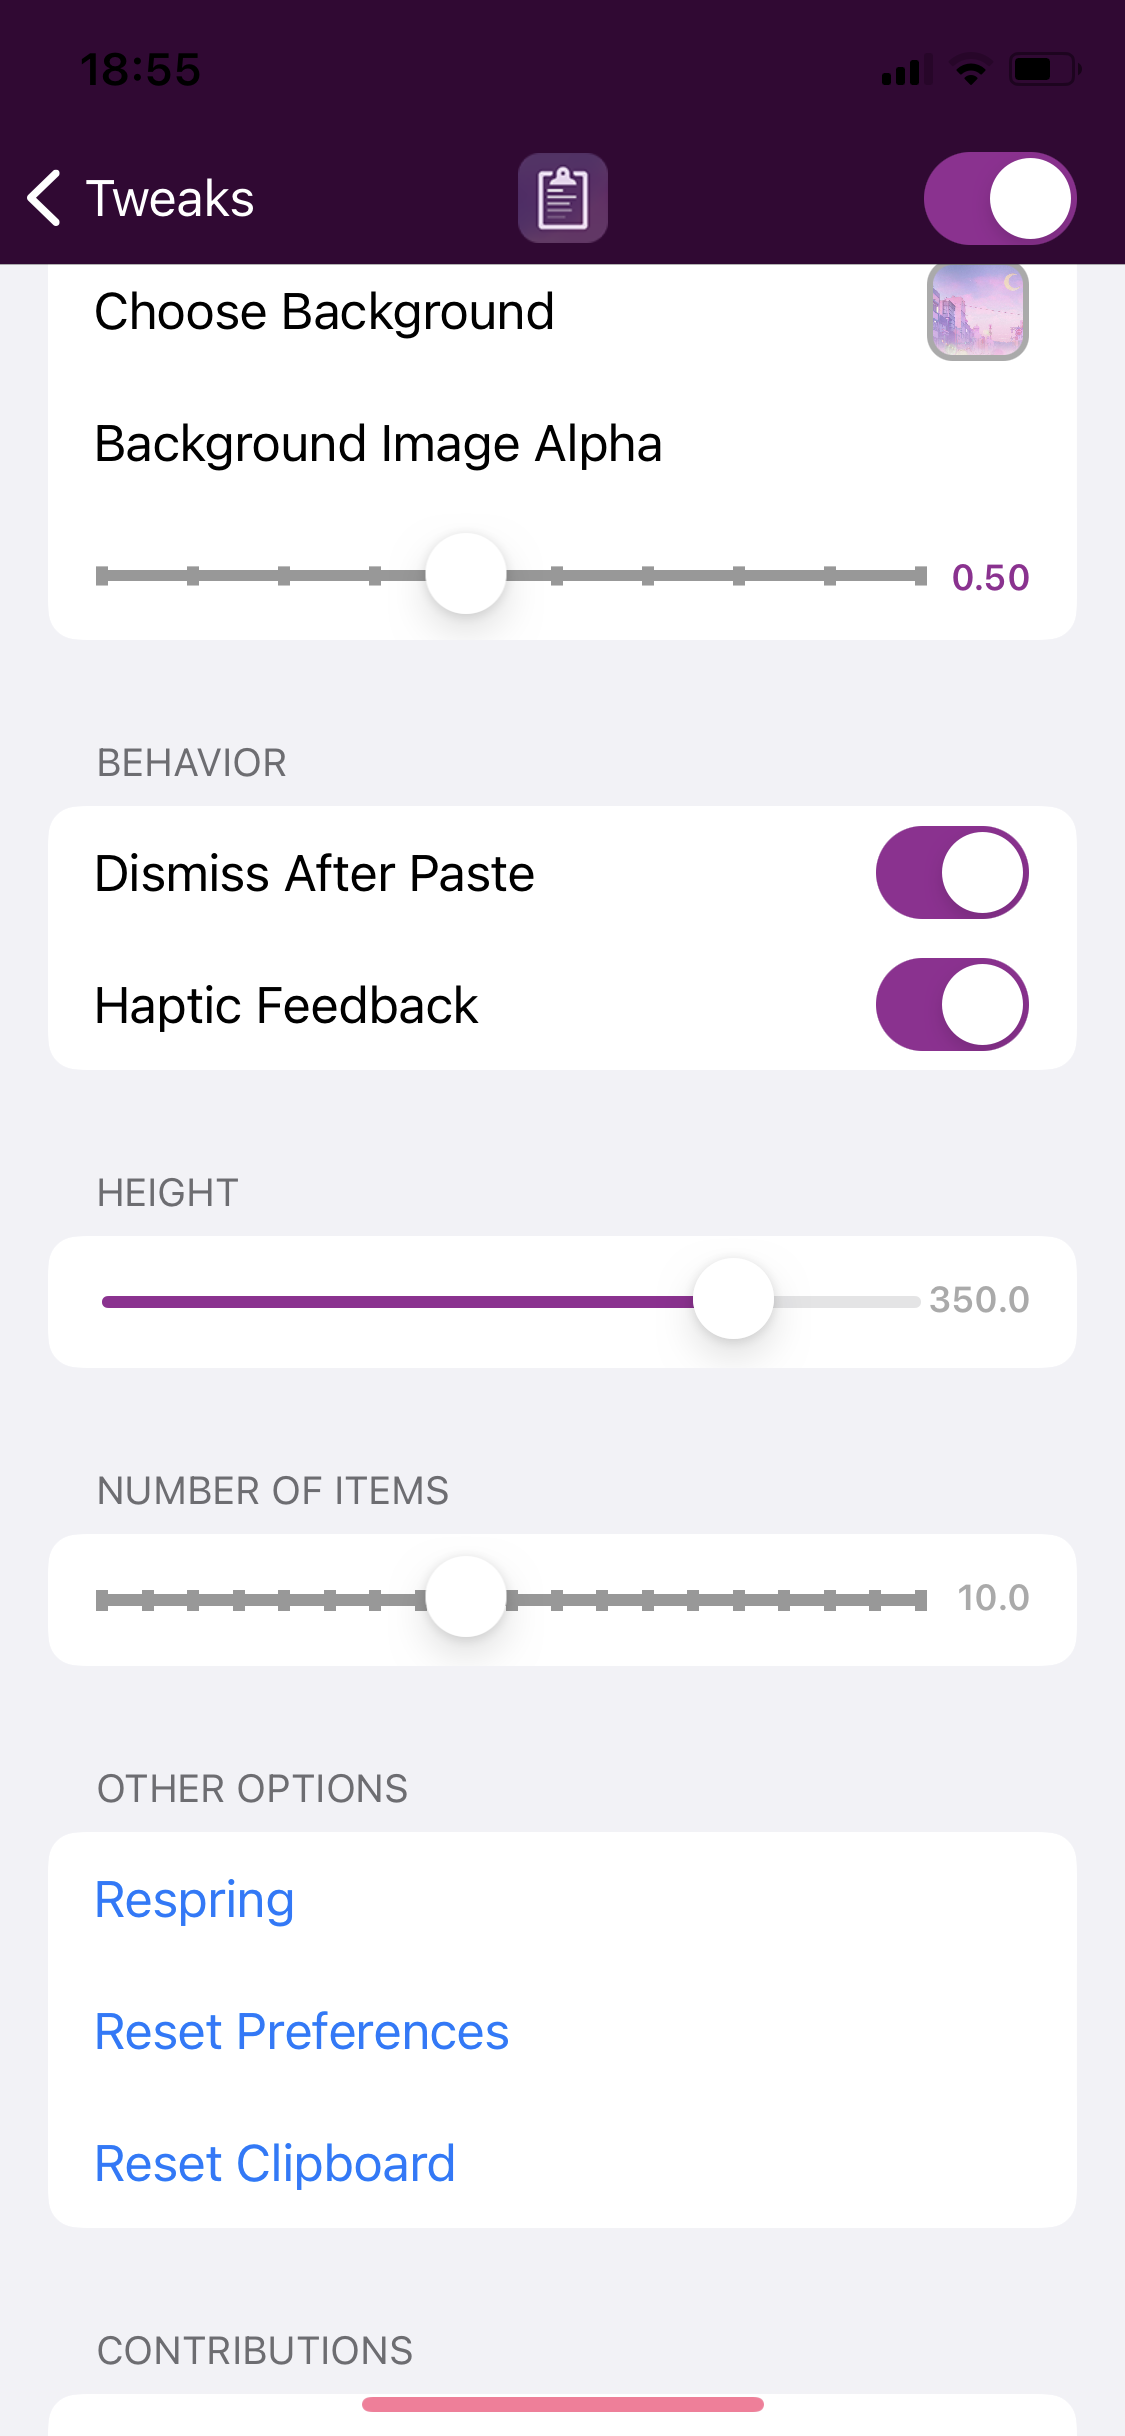 18:55
Tweaks
Choose Background
Background Image Alpha
0.50
BEHAVIOR
Dismiss After Paste
Haptic Feedback
HEIGHT
350.0
NUMBER OF ITEMS
10.0
OTHER OPTIONS
Respring
Reset Preferences
Reset Clipboard
CONTRIBUTIONS